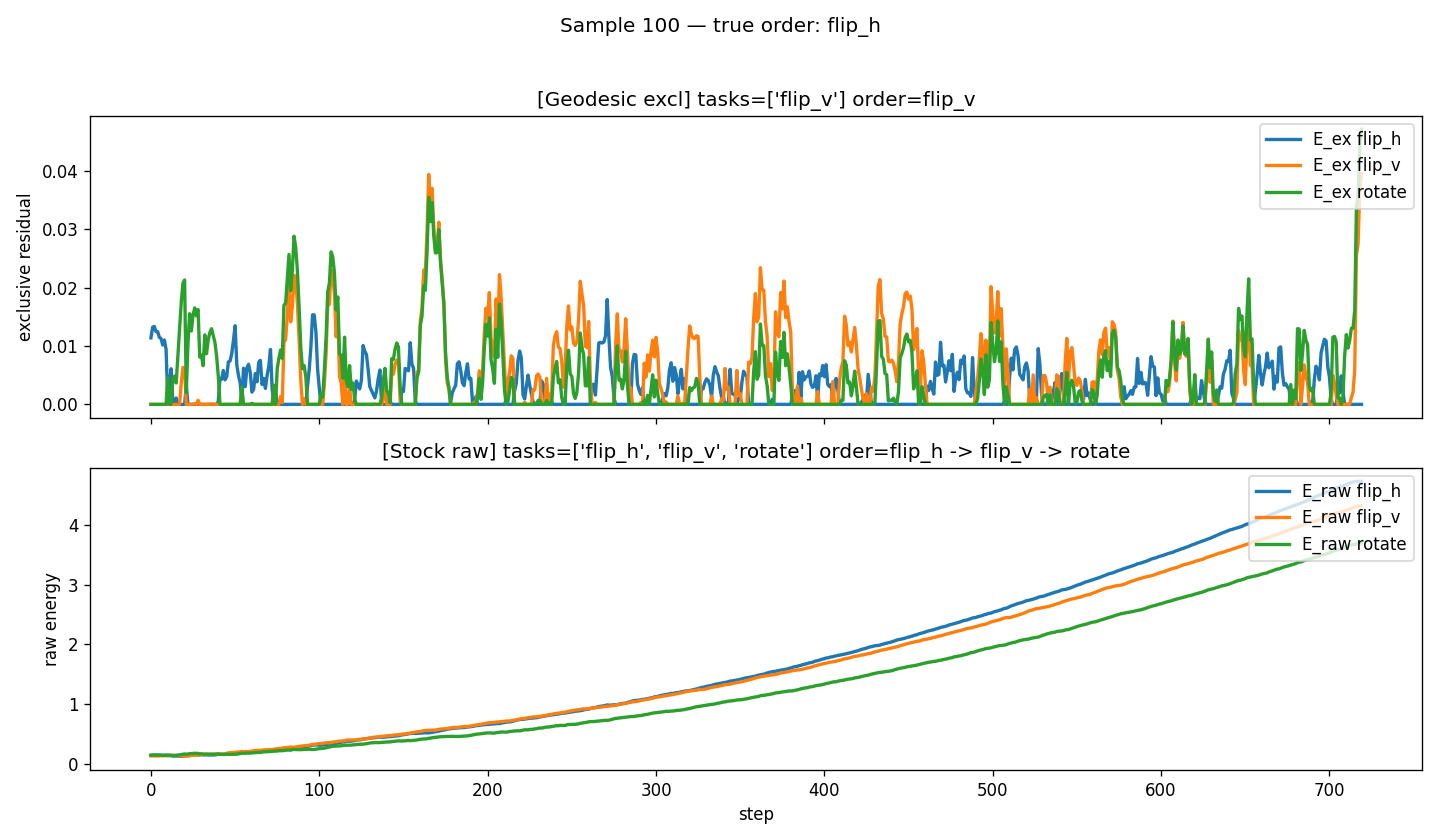 Sample 100 — true order: flip_h
[Geodesic excl] tasks=['flip_v'] order=flip_v
exclusive residual
0.04
0.03
0.02
0.01
0.00
E_ex flip_h
E_ex flip_v
E_ex rotate
[Stock raw] tasks=['flip_h', 'flip_v', 'rotate'] order=flip_h -> flip_v -> rotate
raw energy
4
3
2
1
0
E_raw flip_h
E_raw flip_v
E_raw rotate
0 100 200 300 400 500 600 700
step